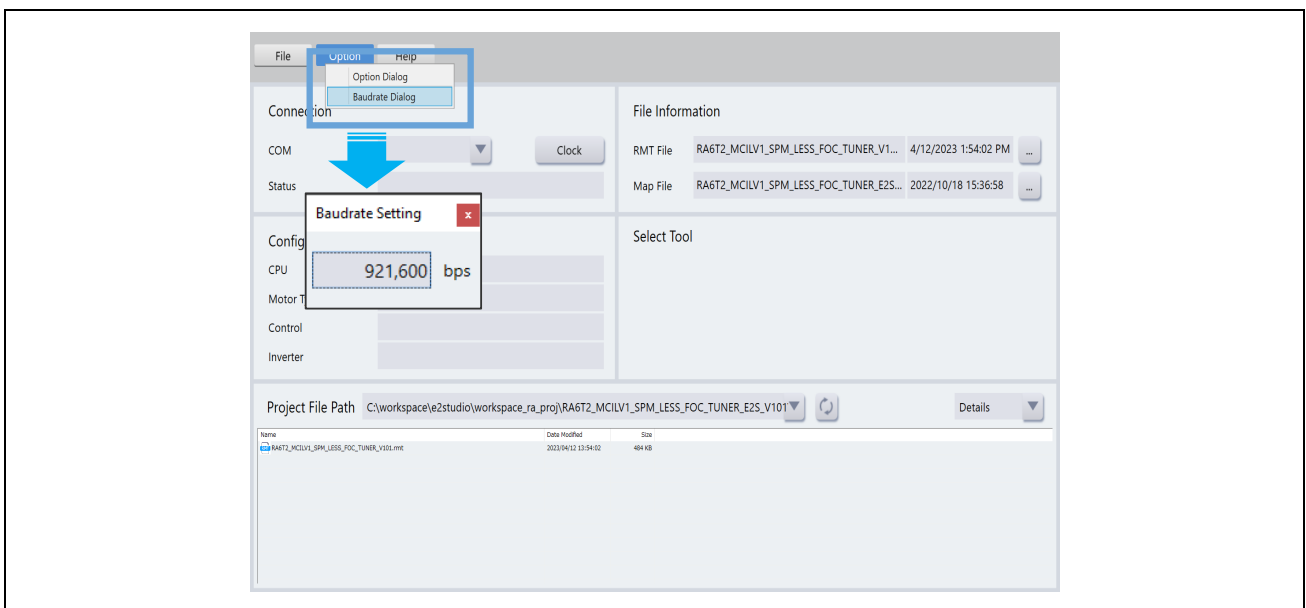 File Option Help
Option Dialog
Baudrate Dialog
Connection
COM Clock
Status
File Information
RMT File RA6T2_MCILV1_SPM_LESS_FOC_TUNER_V1... 4/12/2023 1:54:02 PM ...
Map File RA6T2_MCILV1_SPM_LESS_FOC_TUNER_E2S... 2022/10/18 15:36:58 ...
Baudrate Setting x
921,600 bps
Config
CPU
Motor T
Control
Inverter
Select Tool
Project File Path C:\workspace\e2studio\workspace_ra_proj\RA6T2_MCILV1_SPM_LESS_FOC_TUNER_E2S_V101 Details
Name Date Modified Size
RA6T2_MCILV1_SPM_LESS_FOC_TUNER_V101.rmt 2023/04/12 13:54:02 484 KB